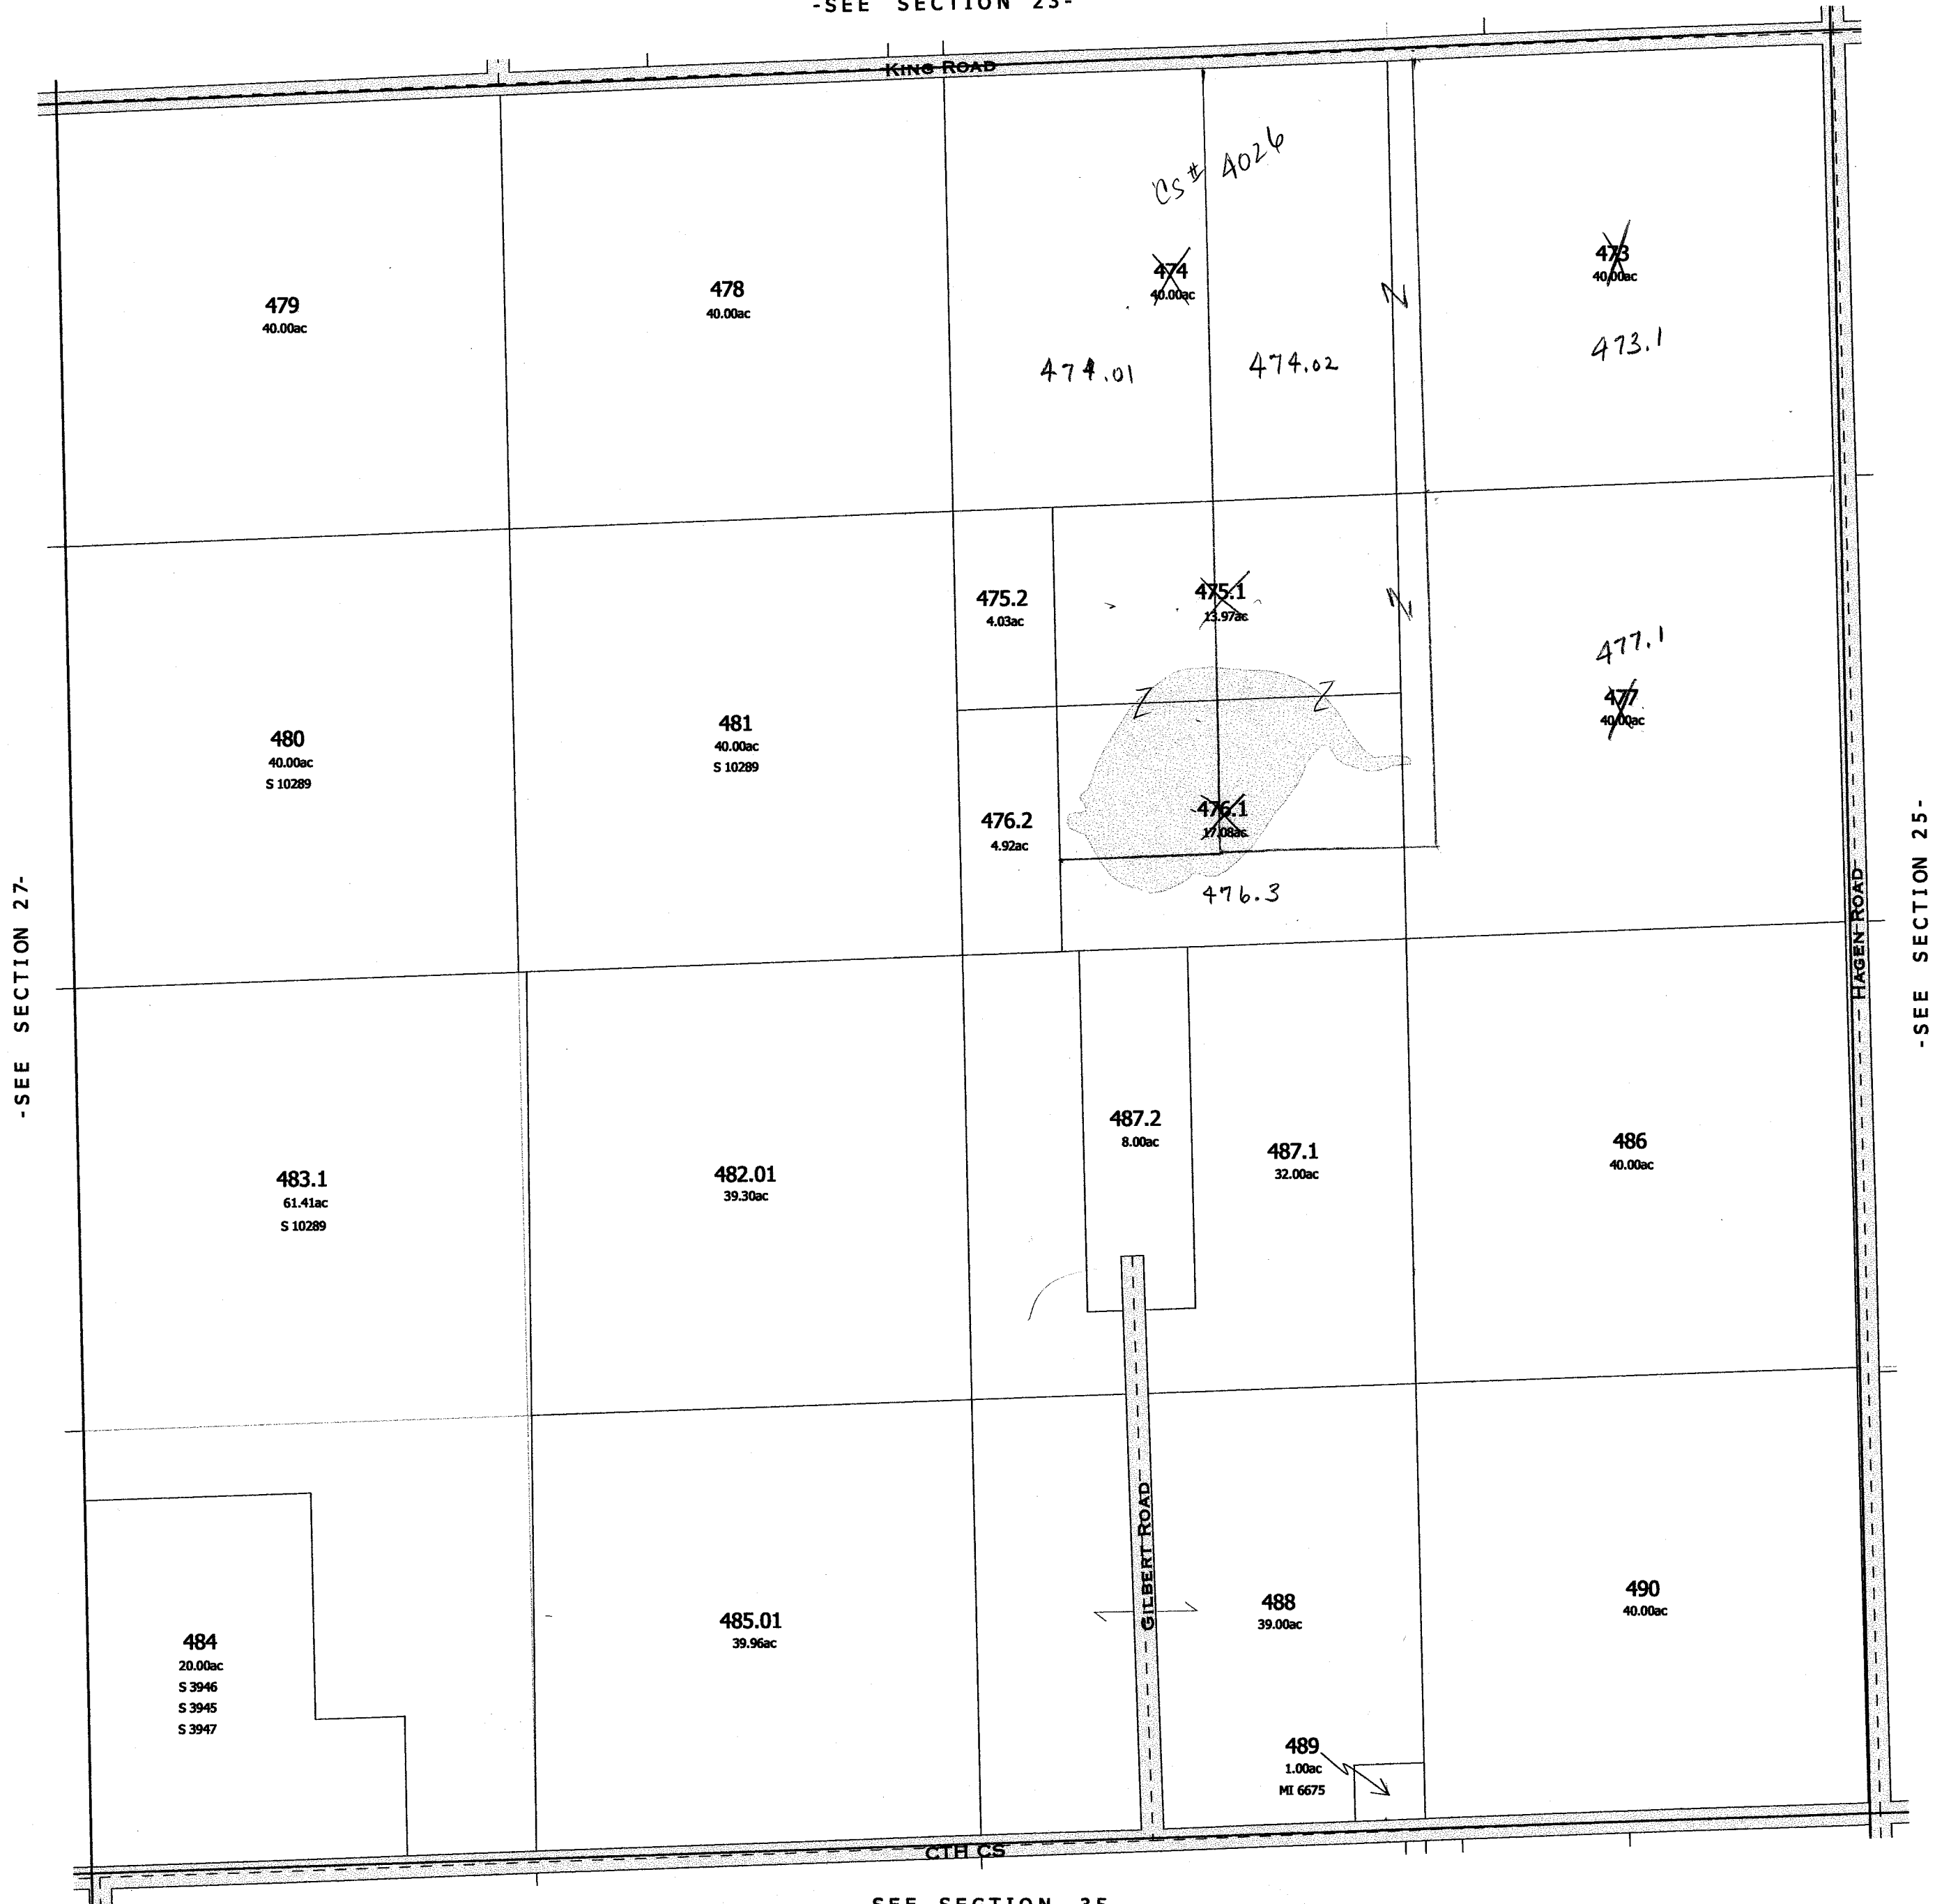 -SEE SECTION 23-
KING ROAD
CS# 4026
474
40.00ac
473
40.00ac
479
40.00ac
478
40.00ac
474.01
474.02
473.1
475.2
4.03ac
475.1
13.97ac
477.1
477
40.00ac
480
40.00ac
S 10289
481
40.00ac
S 10289
476.2
4.92ac
476.1
17.08ac
476.3
-SEE SECTION 27-
HAGEN ROAD
-SEE SECTION 25-
487.2
8.00ac
487.1
32.00ac
486
40.00ac
483.1
61.41ac
S 10289
482.01
39.30ac
GILBERT ROAD
484
20.00ac
S 3946
S 3945
S 3947
485.01
39.96ac
488
39.00ac
490
40.00ac
489
1.00ac
MI 6675
CTH CS
SEE SECTION 35